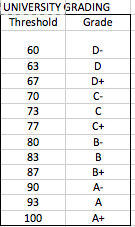 UNIVERSITY GRADING
Threshold Grade
60 D-
63 D
67 D+
70 C-
73 C
77 C+
80 B-
83 B
87 B+
90 A-
93 A
100 A+